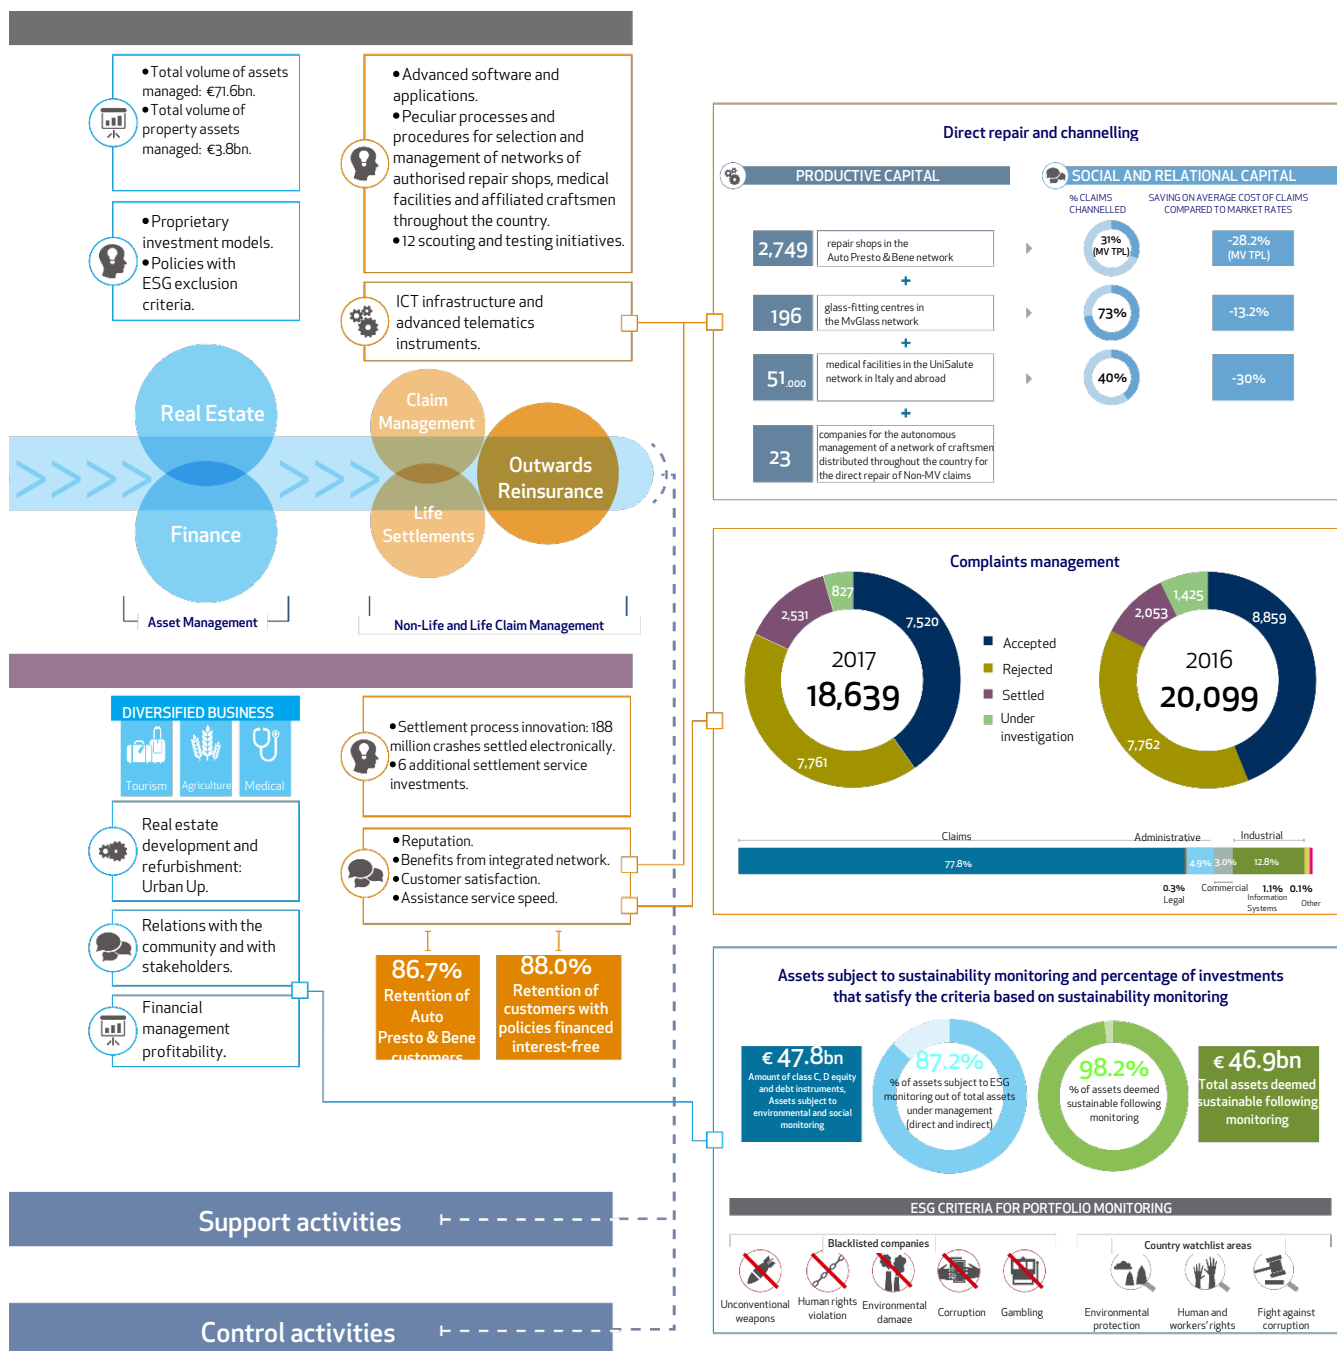 • Total volume of assets
managed: €71.6bn.
• Total volume of
property assets
managed: €3.8bn.
• Proprietary
investment models.
• Policies with
ESG exclusion
criteria.
• Advanced software and
applications.
• Peculiar processes and
procedures for selection and
management of networks of
authorised repair shops, medical
facilities and affiliated craftsmen
throughout the country.
• 12 scouting and testing initiatives.
ICT infrastructure and
advanced telematics
instruments.
Real Estate
Finance
Claim
Management
Life
Settlements
Outwards
Reinsurance
Asset Management
Non-Life and Life Claim Management
DIVERSIFIED BUSINESS
Tourism
Agriculture
Medical
Real estate
development and
refurbishment:
Urban Up.
Relations with the
community and with
stakeholders.
Financial
management
profitability.
• Settlement process innovation: 188
million crashes settled electronically.
• 6 additional settlement service
investments.
• Reputation.
• Benefits from integrated network.
• Customer satisfaction.
• Assistance service speed.
86.7%
Retention of
Auto
Presto & Bene
customers
88.0%
Retention of
customers with
policies financed
interest-free
Support activities
Control activities
Direct repair and channelling
PRODUCTIVE CAPITAL
SOCIAL AND RELATIONAL CAPITAL
% CLAIMS
CHANNELLED
SAVING ON AVERAGE COST OF CLAIMS
COMPARED TO MARKET RATES
2,749
repair shops in the
Auto Presto & Bene network
31%
(MV TPL)
-28.2%
(MV TPL)
+
196
glass-fitting centres in
the MvGlass network
73%
-13.2%
+
51.000
medical facilities in the UniSalute
network in Italy and abroad
40%
-30%
+
23
companies for the autonomous
management of a network of craftsmen
distributed throughout the country for
the direct repair of Non-MV claims
Complaints management
827
2,531
7,520
2017
18,639
7,761
Accepted
Rejected
Settled
Under
investigation
1,425
2,053
8,859
2016
20,099
7,762
Claims
Administrative
Industrial
77.8%
4.9%
3.0%
12.8%
0.3%
Legal
Commercial
1.1%
Information
Systems
0.1%
Other
Assets subject to sustainability monitoring and percentage of investments
that satisfy the criteria based on sustainability monitoring
€ 47.8bn
Amount of class C, D equity
and debt instruments,
Assets subject to
environmental and social
monitoring
87.2%
% of assets subject to ESG
monitoring out of total assets
under management
(direct and indirect)
98.2%
% of assets deemed
sustainable following
monitoring
€ 46.9bn
Total assets deemed
sustainable following
monitoring
ESG CRITERIA FOR PORTFOLIO MONITORING
Blacklisted companies
Country watchlist areas
Unconventional
weapons
Human rights
violation
Environmental
damage
Corruption
Gambling
Environmental
protection
Human and
workers' rights
Fight against
corruption